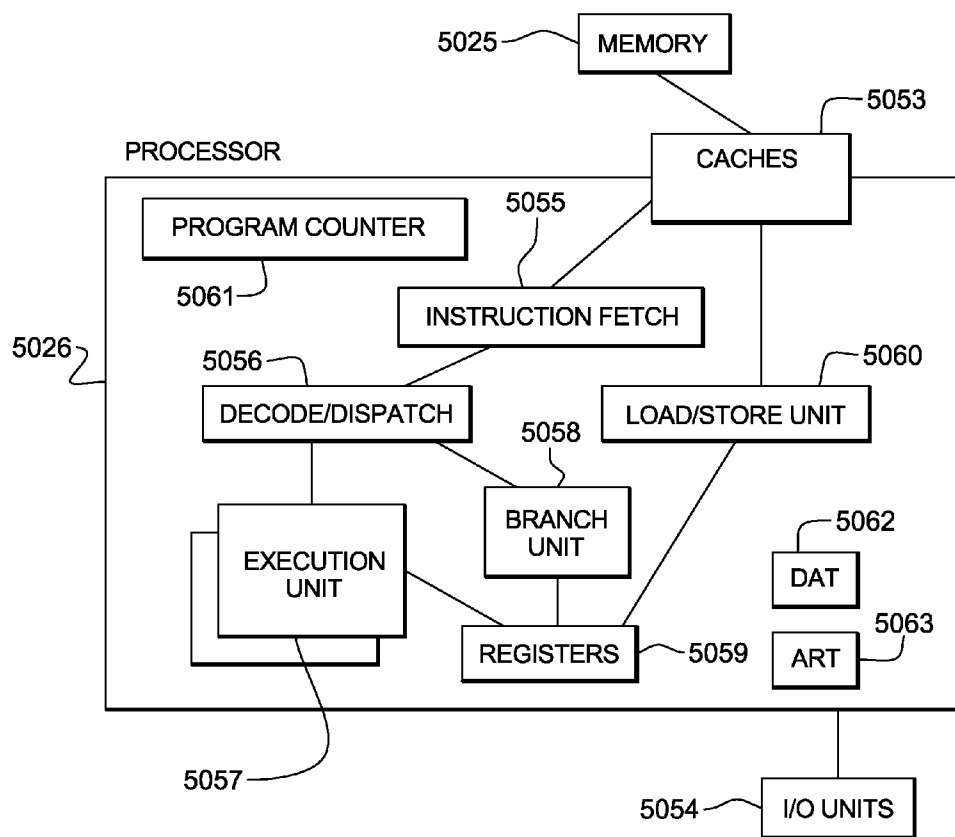 MEMORY
5025
5053
CACHES
PROCESSOR
PROGRAM COUNTER
5055
5061
INSTRUCTION FETCH
5026
5056
5060
DECODE/DISPATCH
LOAD/STORE UNIT
5058
BRANCH
UNIT
EXECUTION
UNIT
5062
DAT
REGISTERS
5059
5063
ART
5057
5054
I/O UNITS